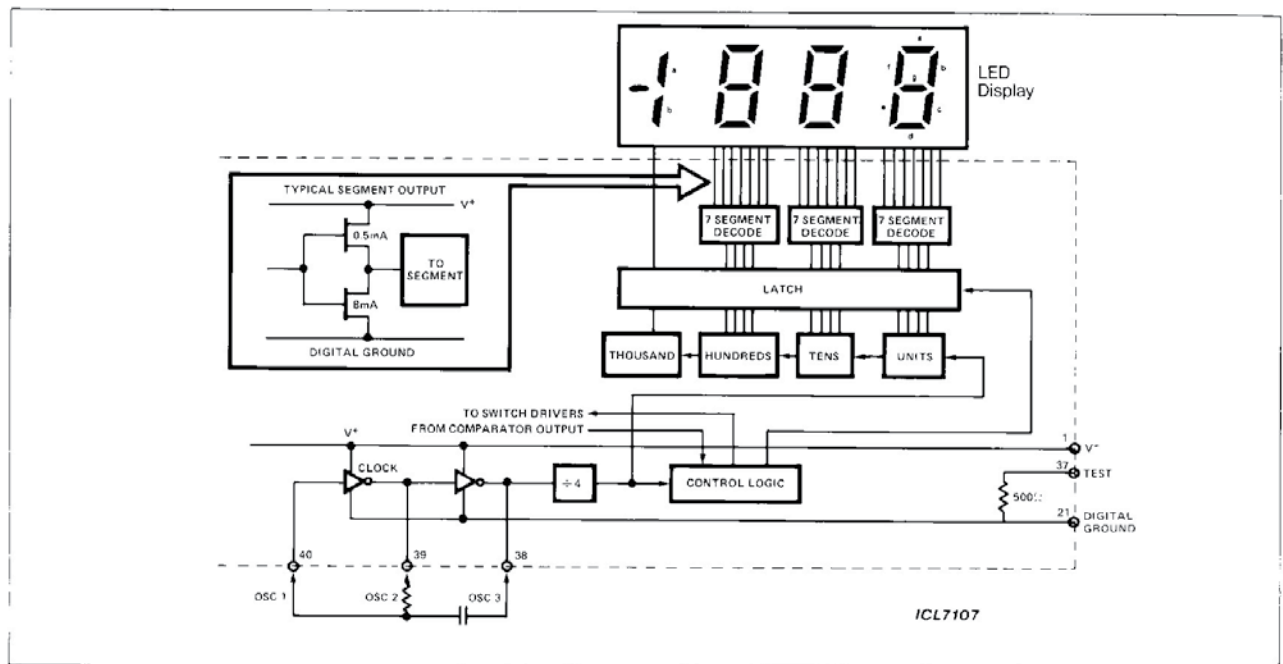 a
b
a
f
b
g
e
c
d
LED
Display
TYPICAL SEGMENT OUTPUT
V+
0.5mA
TO
SEGMENT
8mA
DIGITAL GROUND
7 SEGMENT
DECODE
7 SEGMENT
DECODE
7 SEGMENT
DECODE
LATCH
THOUSAND
HUNDREDS
TENS
UNITS
TO SWITCH DRIVERS
FROM COMPARATOR OUTPUT
V+
CLOCK
÷4
CONTROL LOGIC
1
V+
37
TEST
500Ω
21
DIGITAL
GROUND
40
39
38
OSC 1
OSC 2
OSC 3
ICL7107